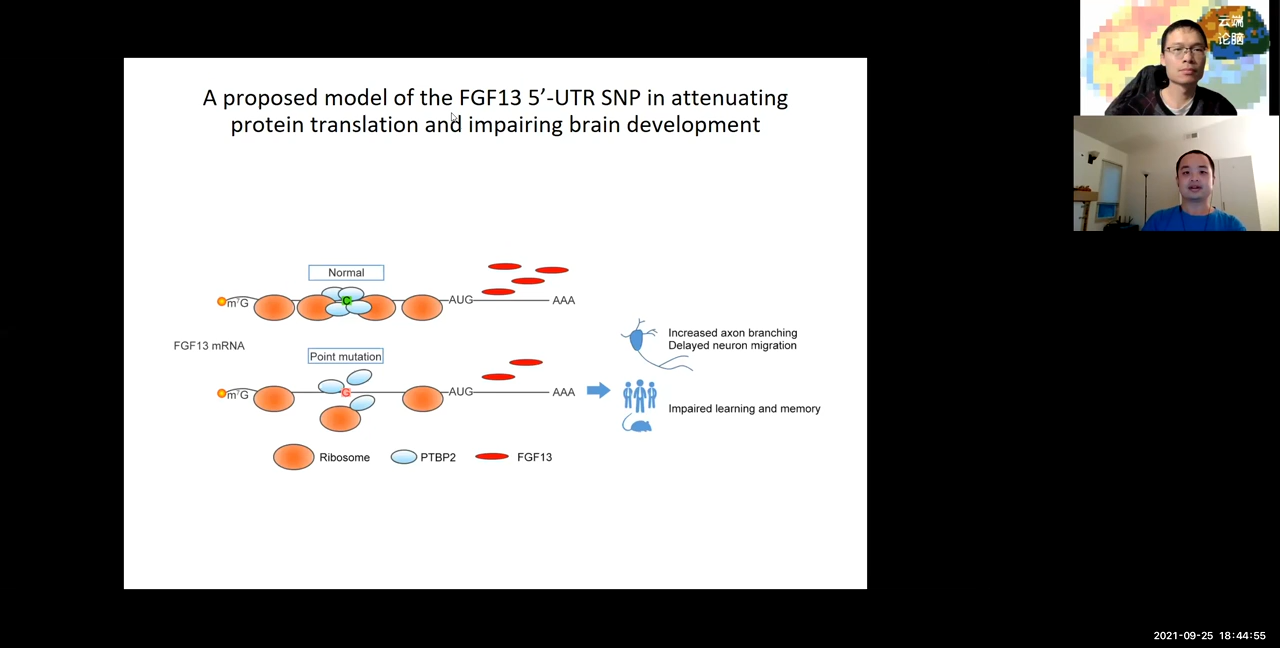 A proposed model of the FGF13 5’-UTR SNP in attenuating
protein translation and impairing brain development
云端
论脑
Normal
m⁷G
C
AUG
AAA
FGF13 mRNA
Point mutation
m⁷G
G
AUG
AAA
Increased axon branching
Delayed neuron migration
Impaired learning and memory
Ribosome
PTBP2
FGF13
2021-09-25 18:44:55